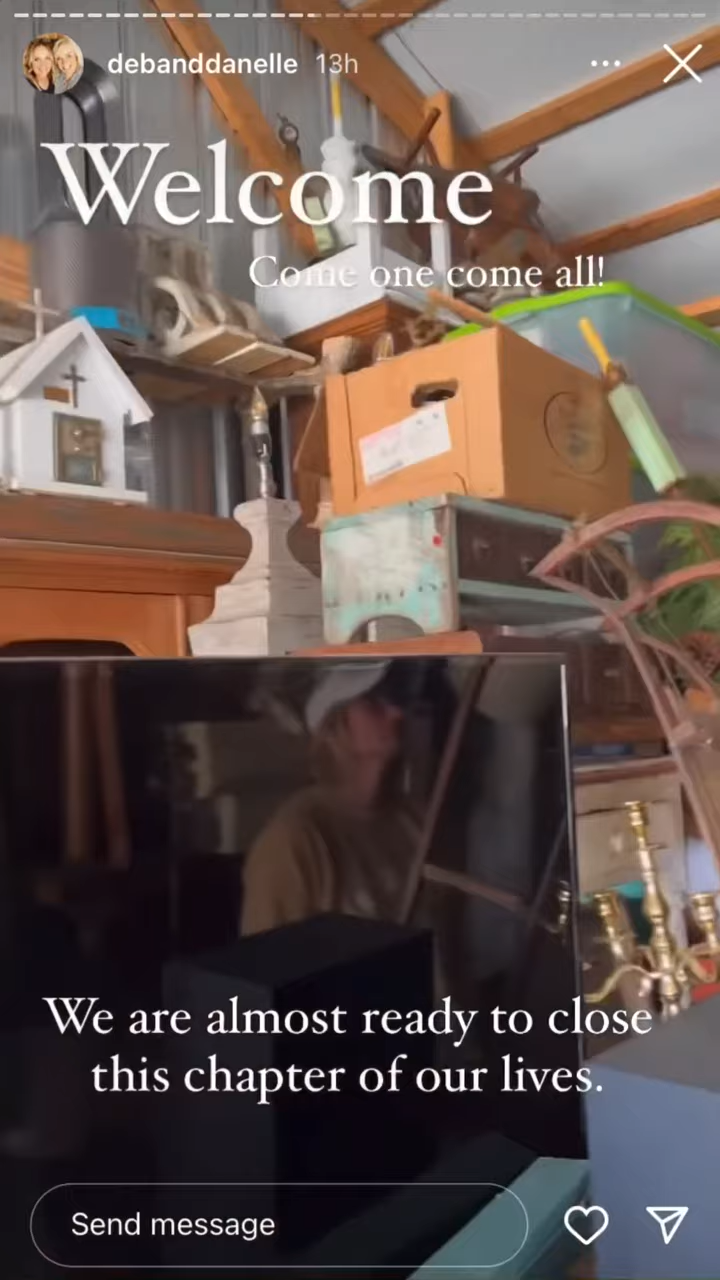 debanddanelle 13h
Welcome
Come one come all!
We are almost ready to close
this chapter of our lives.
Send message